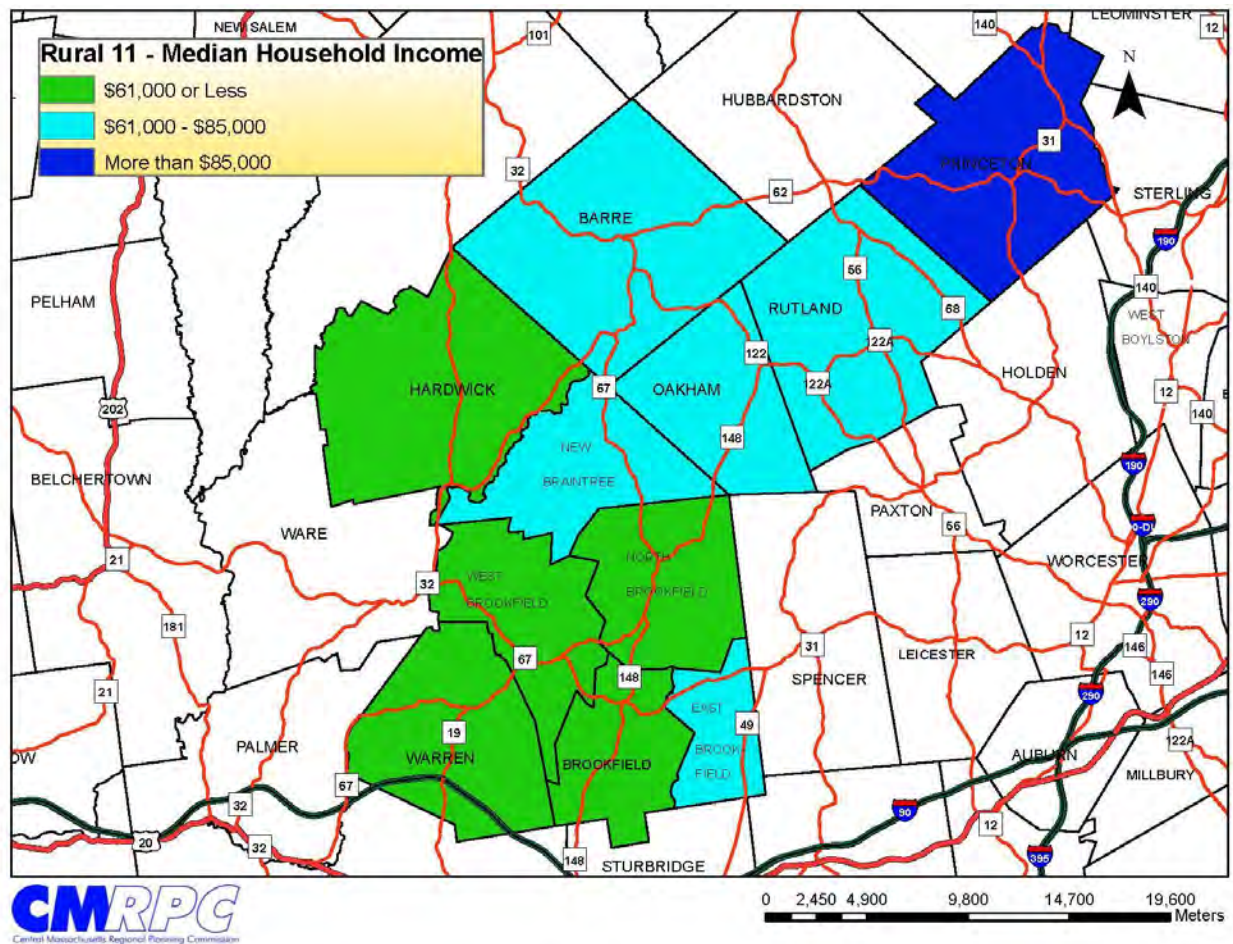 NEW SALEM
101
140
LEOMINSTER
12
Rural 11 - Median Household Income
$61,000 or Less
$61,000 - $85,000
More than $85,000
N
HUBBARDSTON
31
PRINCETON
32
62
STERLING
BARRE
190
56
140
PELHAM
RUTLAND
68
WEST
BOYLSTON
122
122A
HOLDEN
67
HARDWICK
OAKHAM
122A
12
202
140
148
NEW
BRAINTREE
190
BELCHERTOWN
PAXTON
56
WARE
21
NORTH
WORCESTER
32
WEST
BROOKFIELD
BROOKFIELD
290
181
12
146
67
31
LEICESTER
148
SPENCER
146
21
290
EAST
49
19
BROOK-
FIELD
122A
PALMER
WARREN
BROOKFIELD
AUBURN
MILLBURY
67
32
90
12
20
32
148
STURBRIDGE
395
CMRPC
Central Massachusetts Regional Planning Commission
0 2,450 4,900 9,800 14,700 19,600
Meters